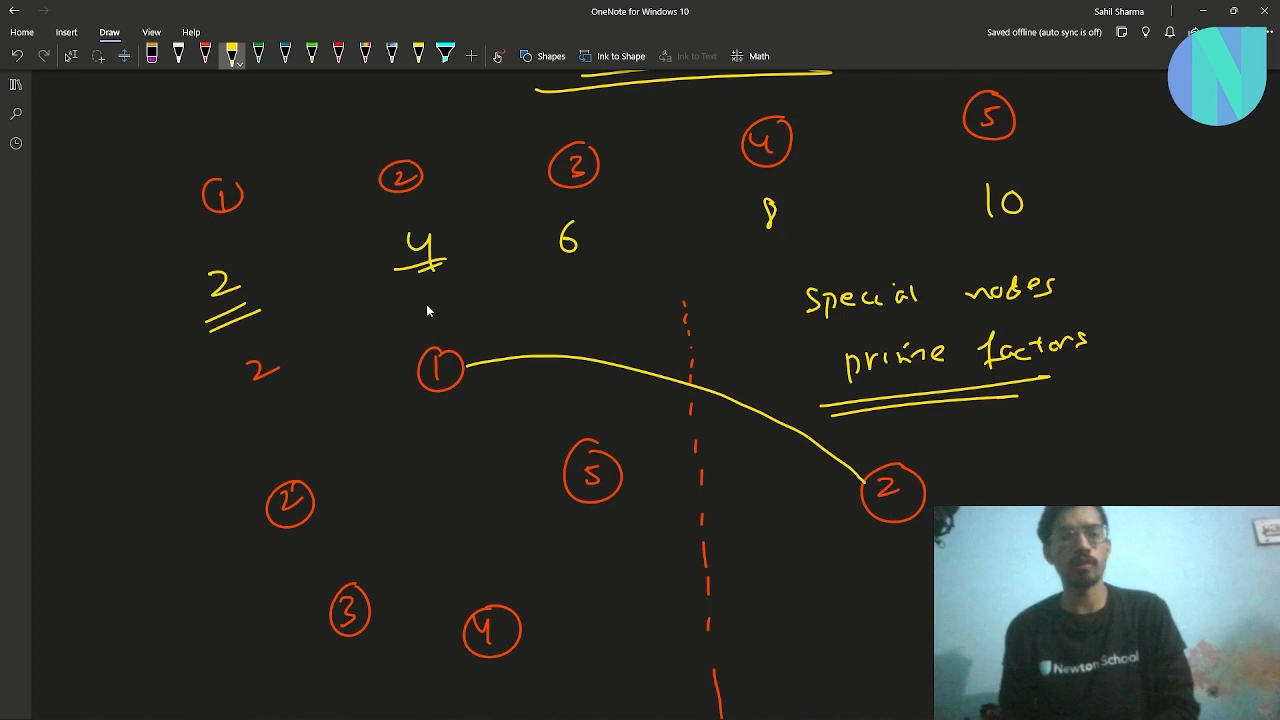 OneNote for Windows 10
Sahil Sharma
Home Insert Draw View Help
Saved offline (auto sync is off)
Shapes Ink to Shape Ink to Text Math
1 2 3 4 5
2 4 6 8 10
special nodes
prime factors
2 1
5
2 2
3 4
Newton School
N